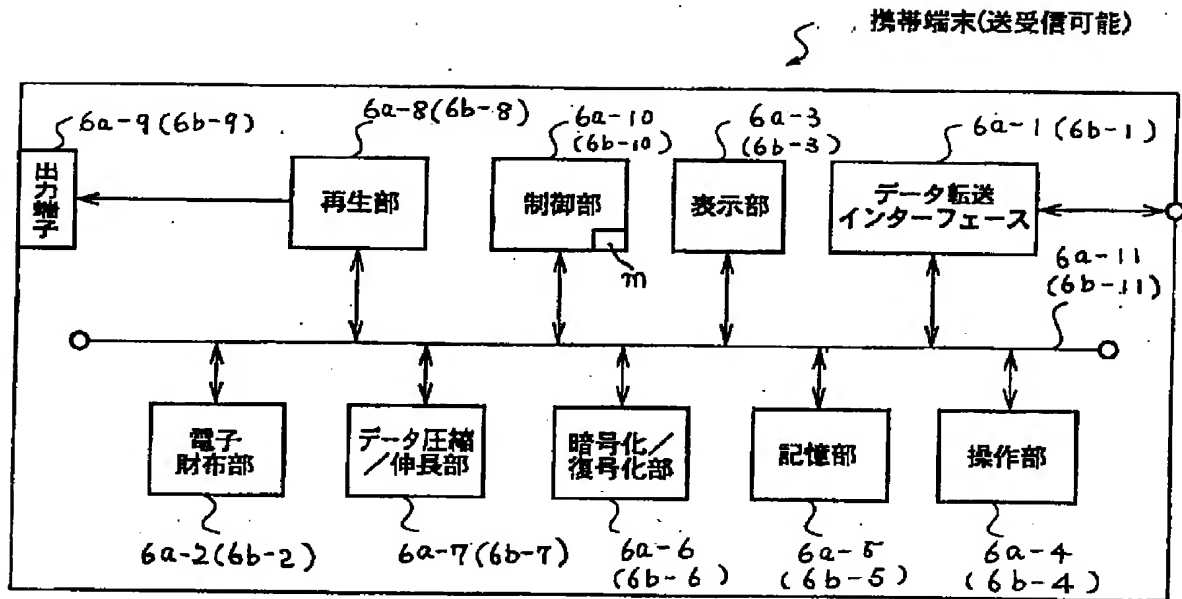 携帯端末(送受信可能)
6a-9(6b-9)
6a-8(6b-8)
6a-10
(6b-10)
6a-3
(6b-3)
6a-1(6b-1)
出力端子
再生部
制御部
m
表示部
データ転送
インターフェース
6a-11
(6b-11)
電子
財布部
データ圧縮
/伸長部
暗号化/
復号化部
記憶部
操作部
6a-2(6b-2)
6a-7(6b-7)
6a-6
(6b-6)
6a-5
(6b-5)
6a-4
(6b-4)